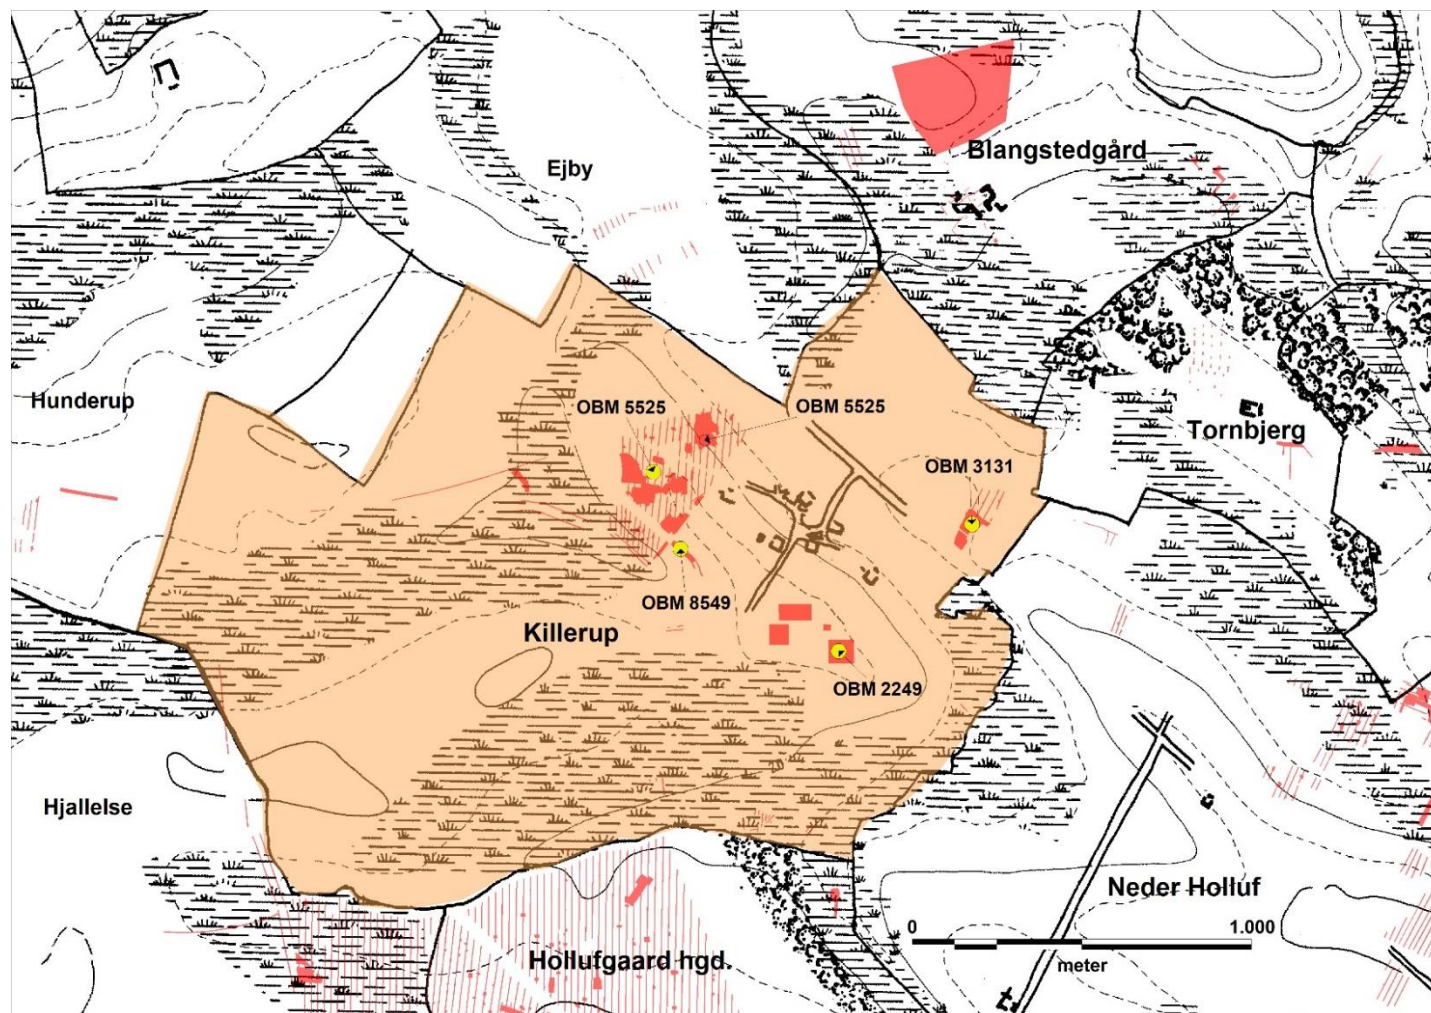 Blangstedgård
Ejby
Hunderup
OBM 5525
OBM 5525
Tornbjerg
OBM 3131
OBM 8549
Killerup
OBM 2249
Hjallelse
Neder Holluf
0
1.000
meter
Hollufgaard hgd.